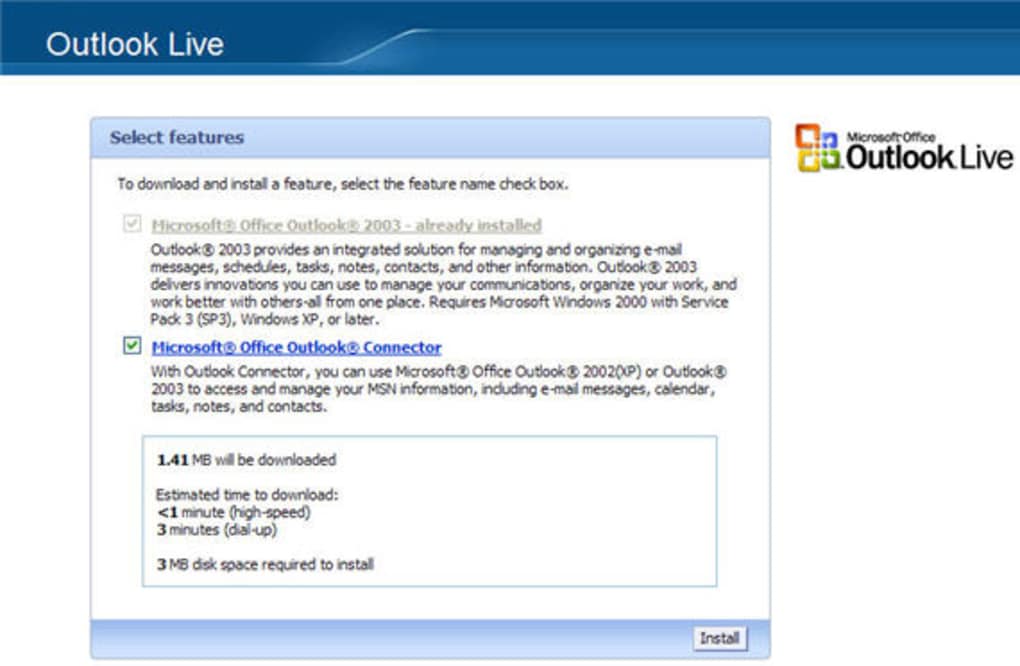 Outlook Live
Select features
Microsoft Office
Outlook Live
To download and install a feature, select the feature name check box.
Microsoft® Office Outlook® 2003 - already installed
Outlook® 2003 provides an integrated solution for managing and organizing e-mail
messages, schedules, tasks, notes, contacts, and other information. Outlook® 2003
delivers innovations you can use to manage your communications, organize your work, and
work better with others-all from one place. Requires Microsoft Windows 2000 with Service
Pack 3 (SP3), Windows XP, or later.
Microsoft® Office Outlook® Connector
With Outlook Connector, you can use Microsoft® Office Outlook® 2002(XP) or Outlook®
2003 to access and manage your MSN information, including e-mail messages, calendar,
tasks, notes, and contacts.
1.41 MB will be downloaded
Estimated time to download:
<1 minute (high-speed)
3 minutes (dial-up)
3 MB disk space required to install
Install